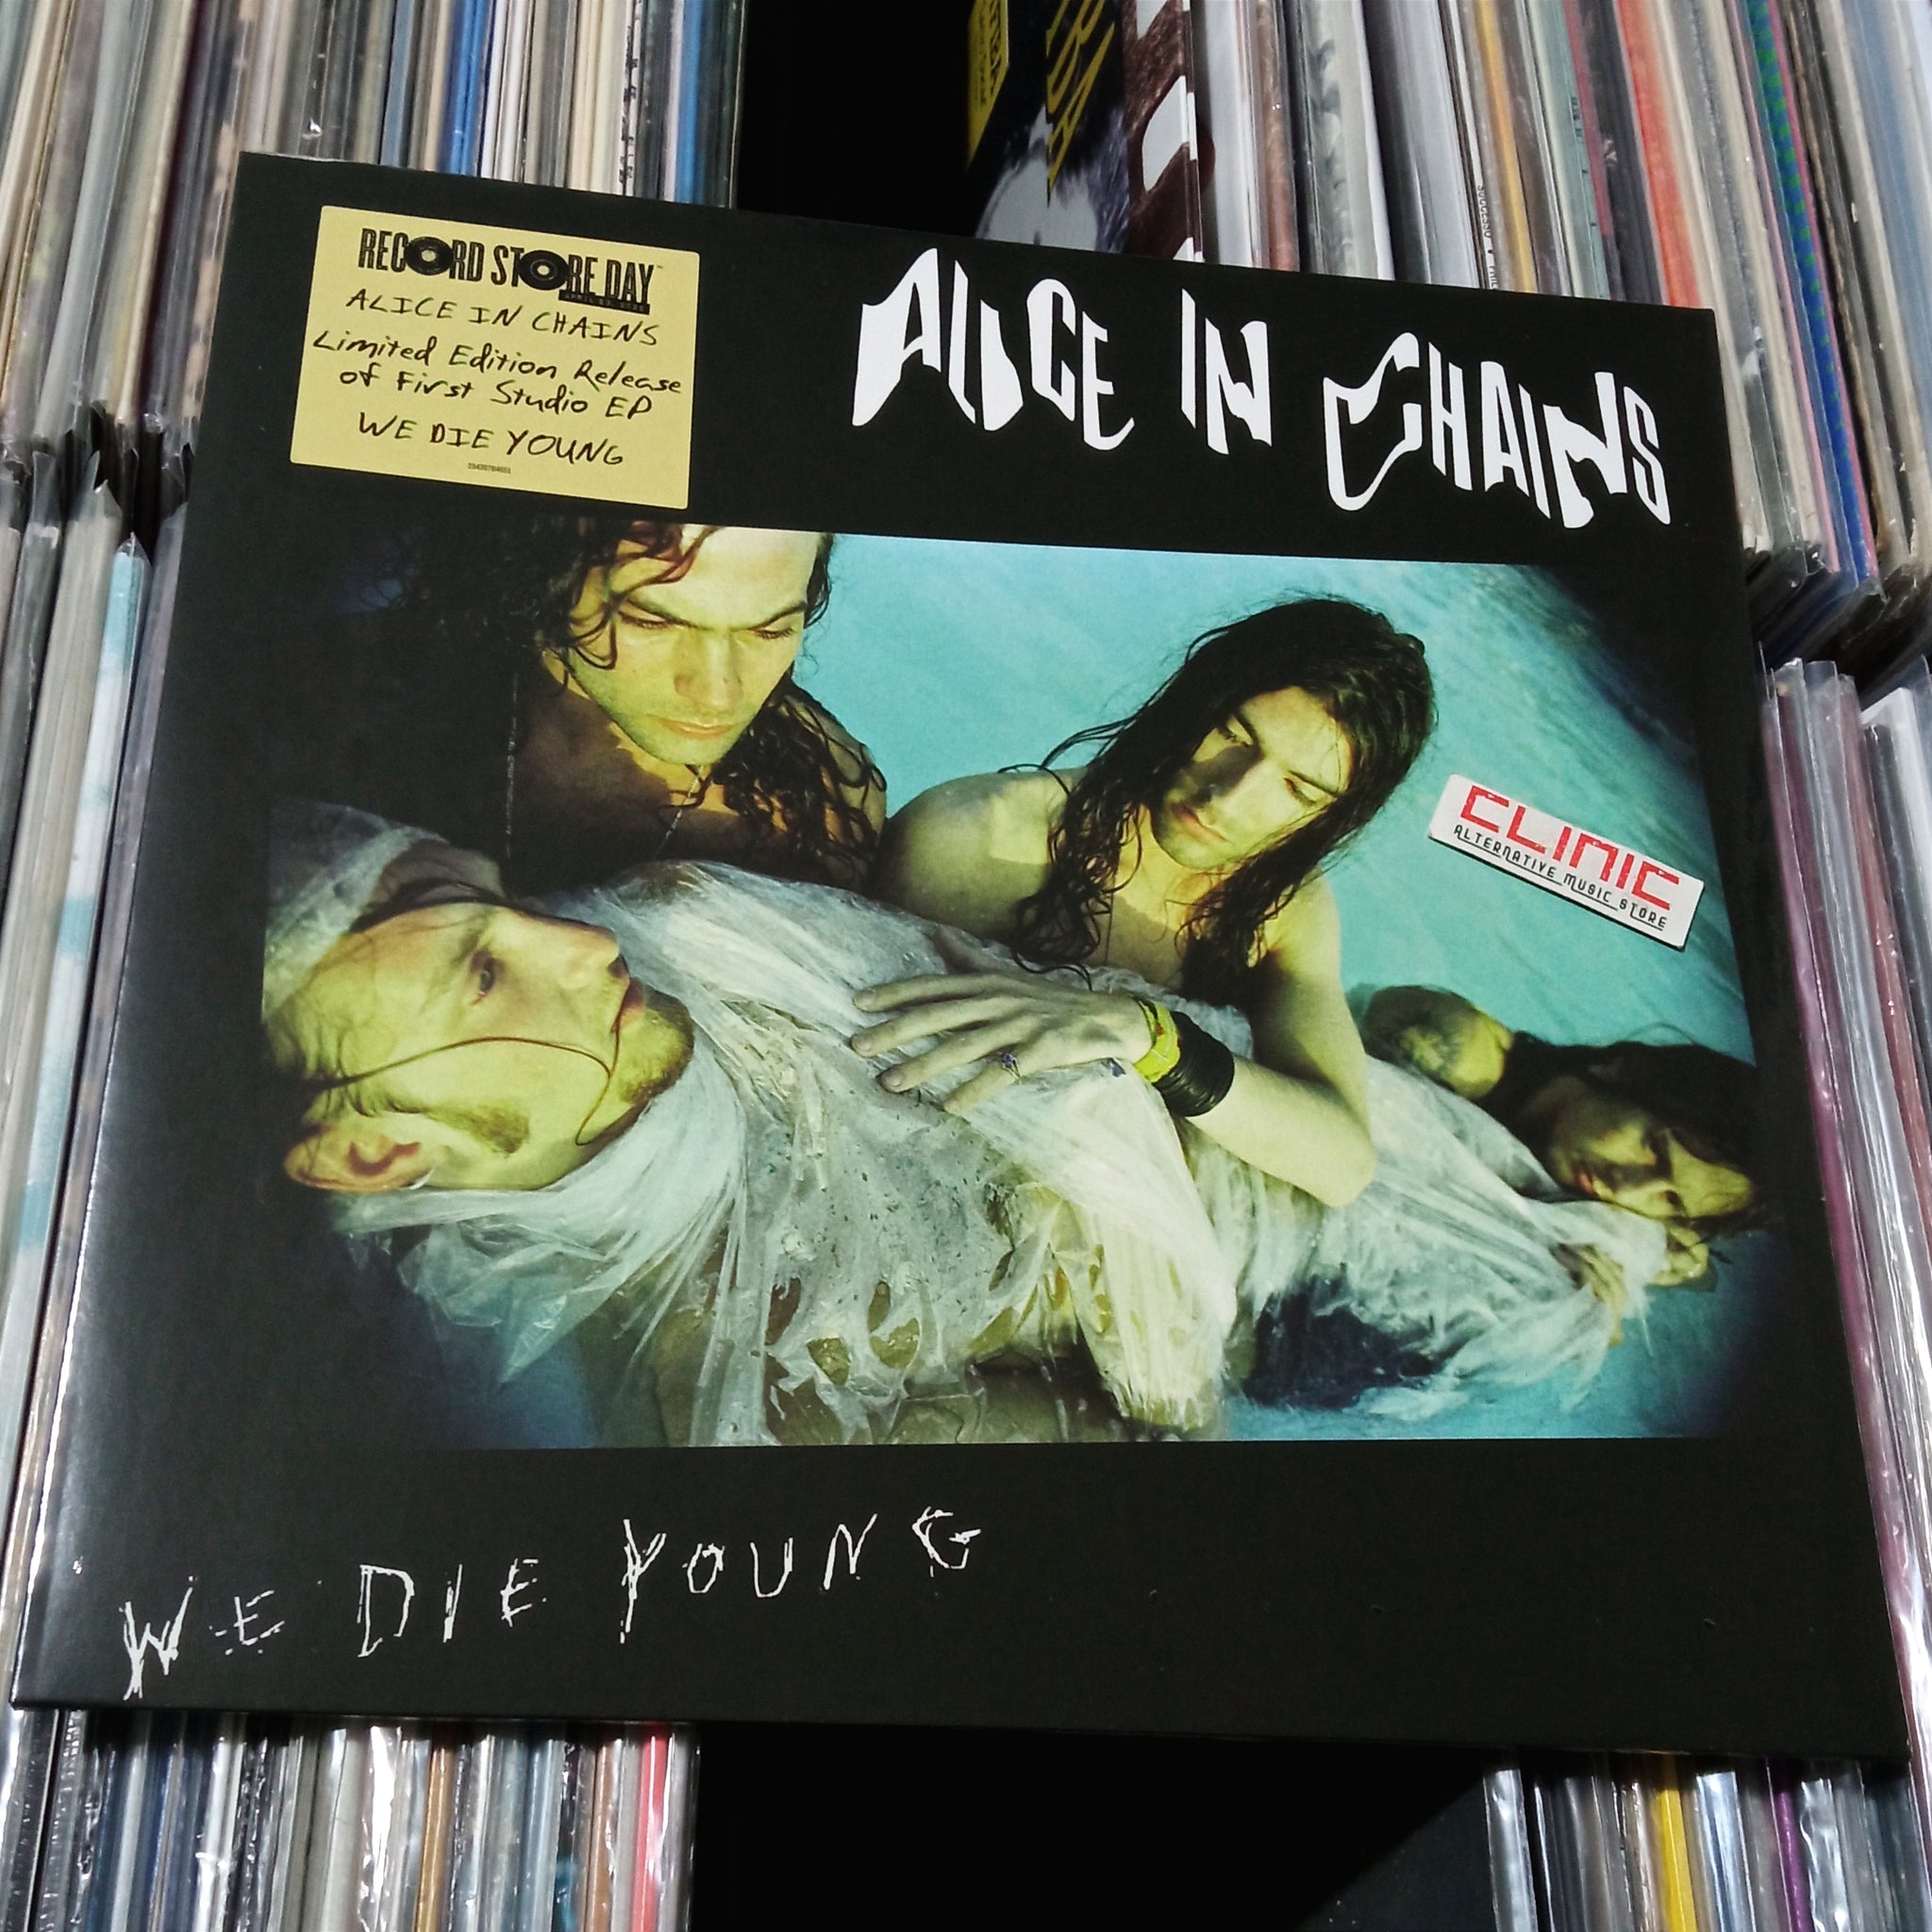 RECORD STORE DAY
ALICE IN CHAINS
Limited Edition Release
of First Studio EP
WE DIE YOUNG
ALICE IN CHAINS
CLINIC
ALTERNATIVE MUSIC STORE
WE DIE YOUNG